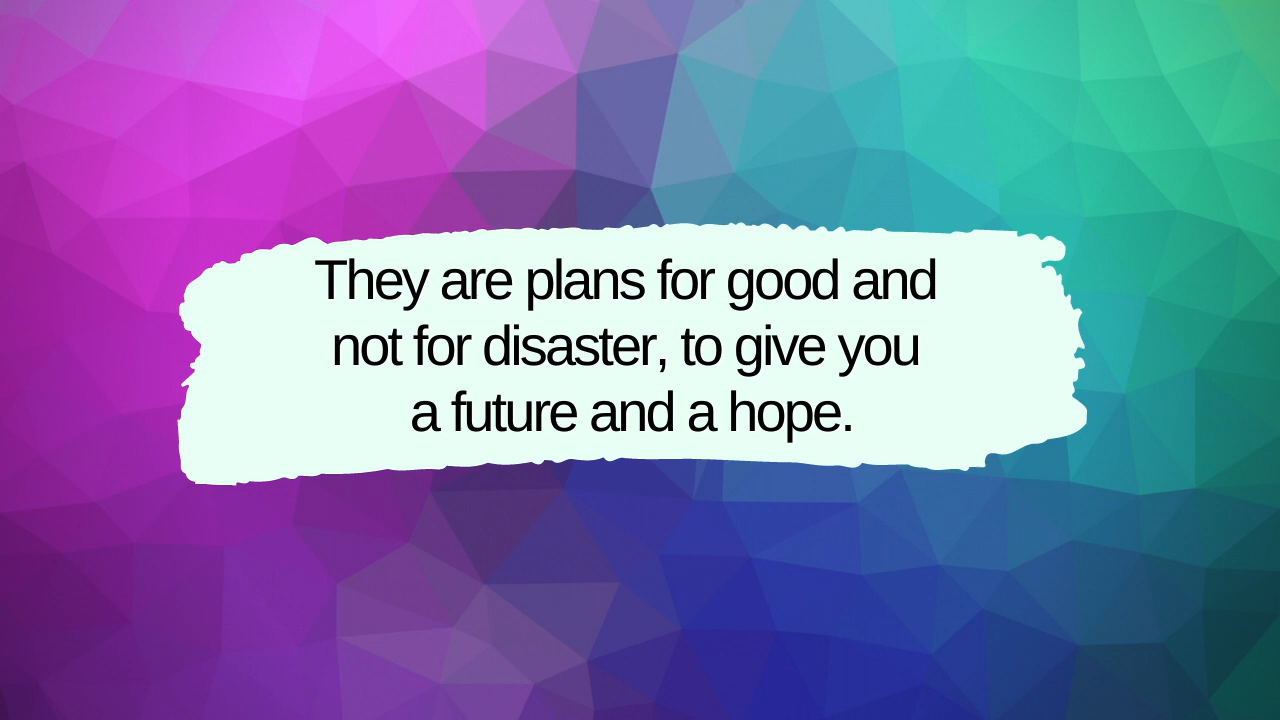 They are plans for good and
not for disaster, to give you
a future and a hope.